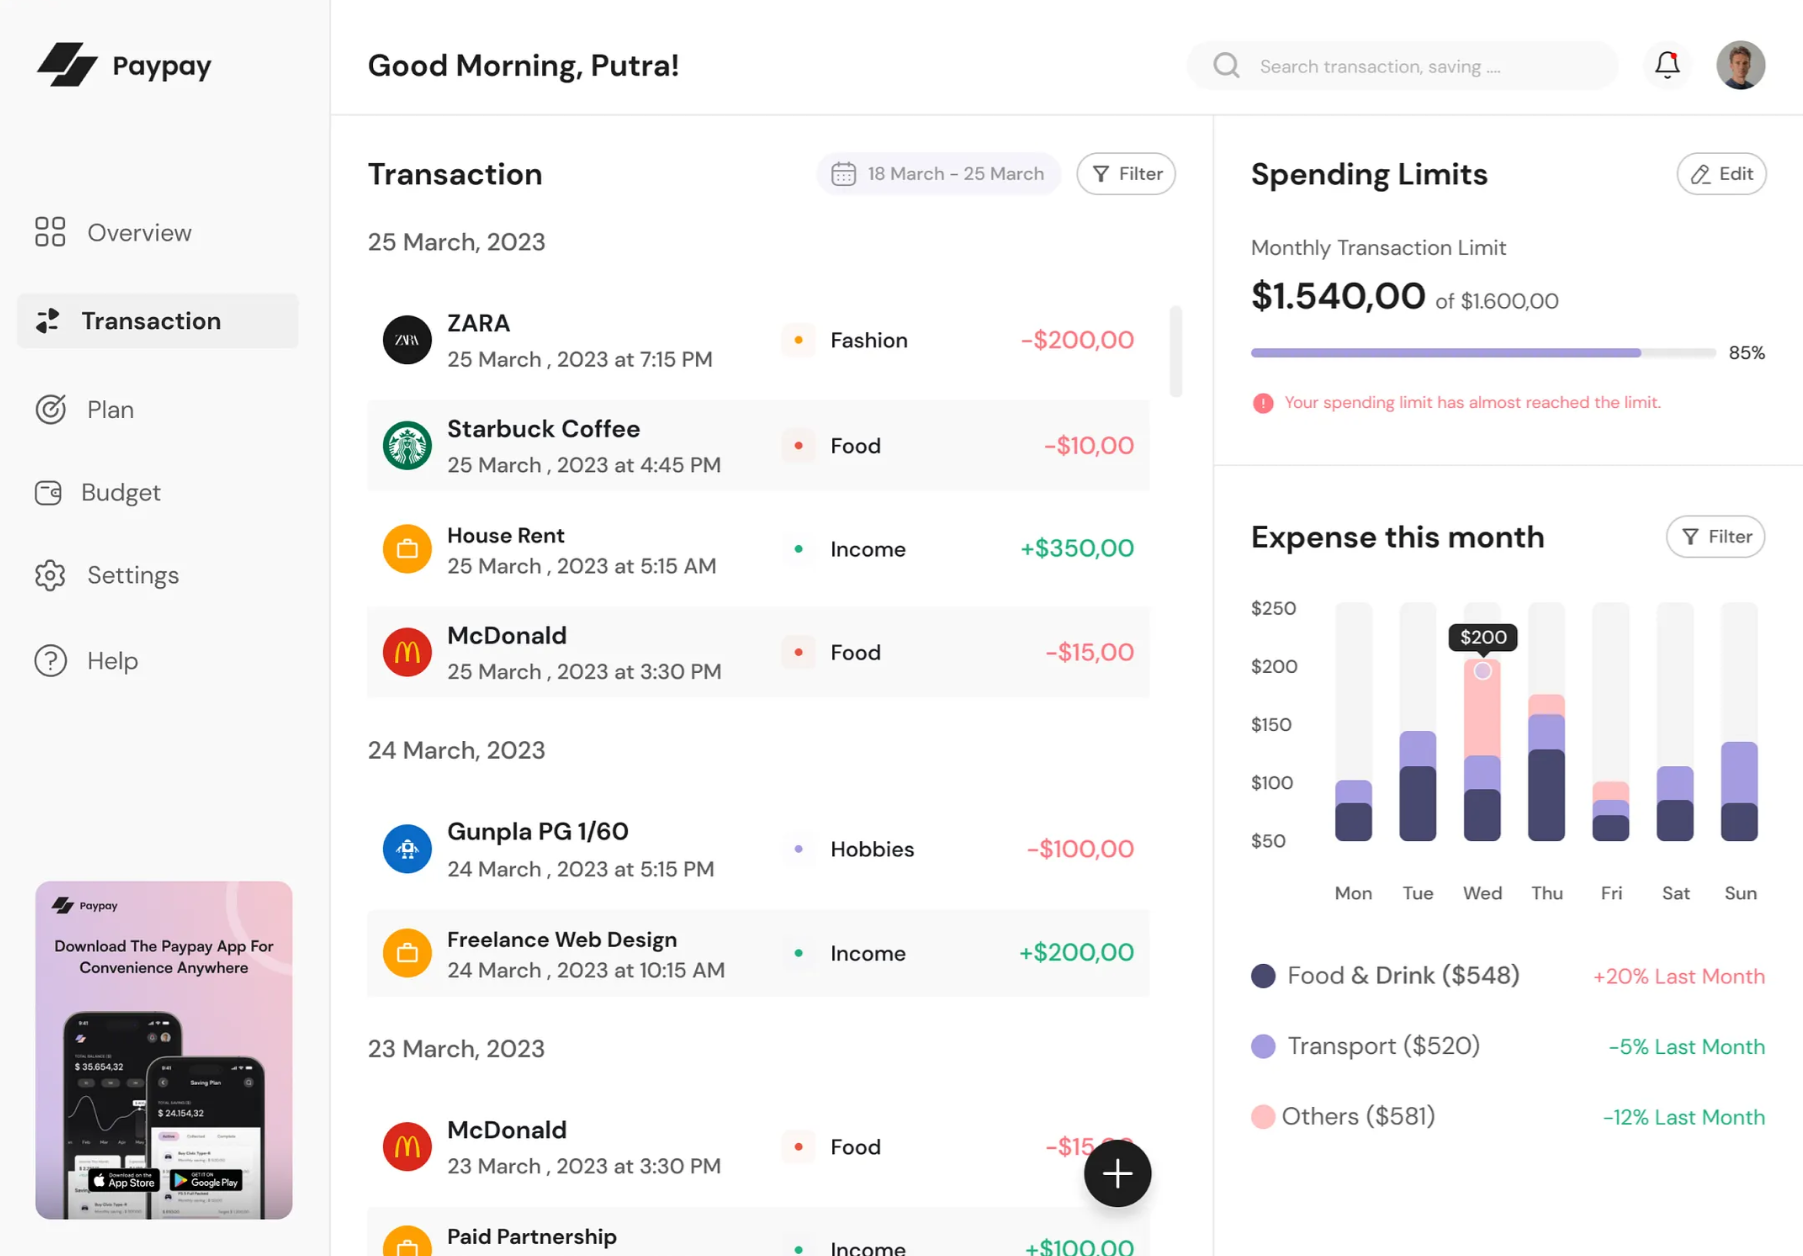 Paypay
Good Morning, Putra!
Search transaction, saving ....
Overview
Transaction
Plan
Budget
Settings
Help
Paypay
Download The Paypay App For
Convenience Anywhere
$ 35.654,32
Saving Plan
$ 24.154,32
Download on the
App Store
GET IT ON
Google Play
Transaction
18 March - 25 March
Filter
25 March, 2023
ZARA
ZARA
25 March , 2023 at 7:15 PM
Fashion
-$200,00
Starbuck Coffee
25 March , 2023 at 4:45 PM
Food
-$10,00
House Rent
25 March , 2023 at 5:15 AM
Income
+$350,00
McDonald
25 March , 2023 at 3:30 PM
Food
-$15,00
24 March, 2023
Gunpla PG 1/60
24 March , 2023 at 5:15 PM
Hobbies
-$100,00
Freelance Web Design
24 March , 2023 at 10:15 AM
Income
+$200,00
23 March, 2023
McDonald
23 March , 2023 at 3:30 PM
Food
-$15
Paid Partnership
Income
+$100,00
Spending Limits
Edit
Monthly Transaction Limit
$1.540,00 of $1.600,00
85%
Your spending limit has almost reached the limit.
Expense this month
Filter
$250
$200
$200
$150
$100
$50
Mon Tue Wed Thu Fri Sat Sun
Food & Drink ($548)
+20% Last Month
Transport ($520)
-5% Last Month
Others ($581)
-12% Last Month